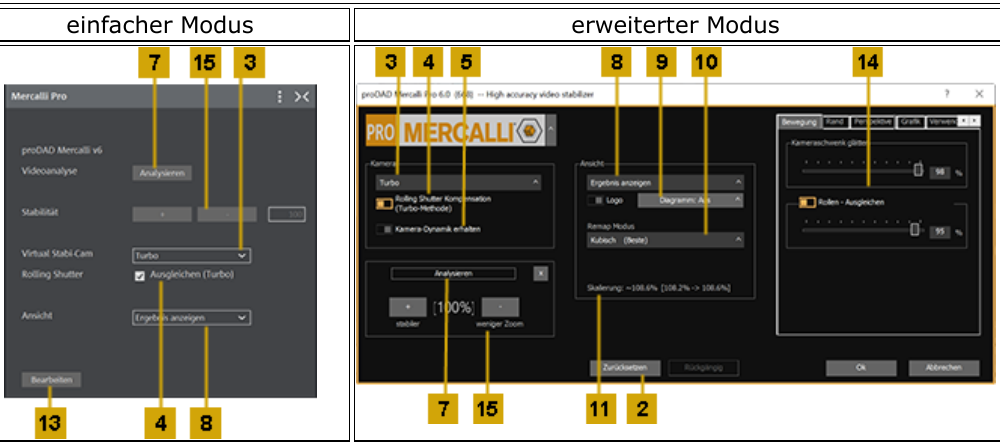 einfacher Modus
erweiterter Modus
7 15 3
3 4 5 8 9 10 14
Mercalli Pro
proDAD Mercalli v6
Videoanalyse
Analysieren
Stabilität
+
-
100
Virtual Stabi-Cam
Turbo
Rolling Shutter
Ausgleichen (Turbo)
Ansicht
Ergebnis anzeigen
Bearbeiten
13 4 8
proDAD Mercalli Pro 6.0 (668) -- High accuracy video stabilizer
?
PRO MERCALLI
Kamera
Turbo
Rolling Shutter Kompensation
(Turbo-Methode)
Kamera-Dynamik erhalten
Analysieren
x
+
[100%]
-
stabiler
weniger Zoom
Ansicht
Ergebnis anzeigen
Logo
Diagramm: Aus
Remap Modus
Kubisch (Beste)
Skalierung: ~108.6% [108.2% -> 108.6%]
Bewegung
Rand
Perspektive
Grafik
Verwen
Kameraschwenk glätten
98 %
Rollen - Ausgleichen
95 %
Zurücksetzen
Rückgängig
Ok
Abbrechen
7 15 11 2